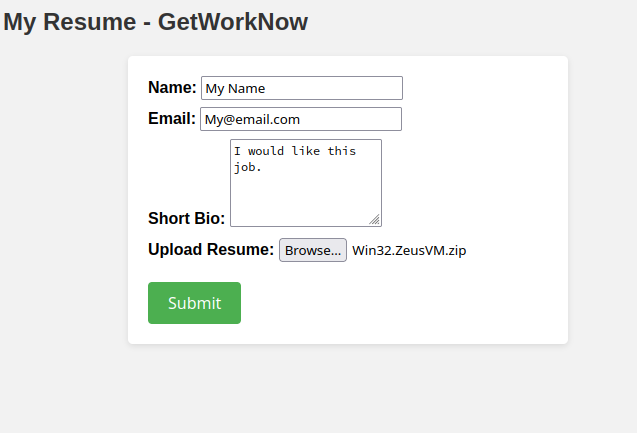 My Resume - GetWorkNow
Name: My Name
Email: My@email.com
I would like this
job.
Short Bio:
Upload Resume: Browse... Win32.ZeusVM.zip
Submit